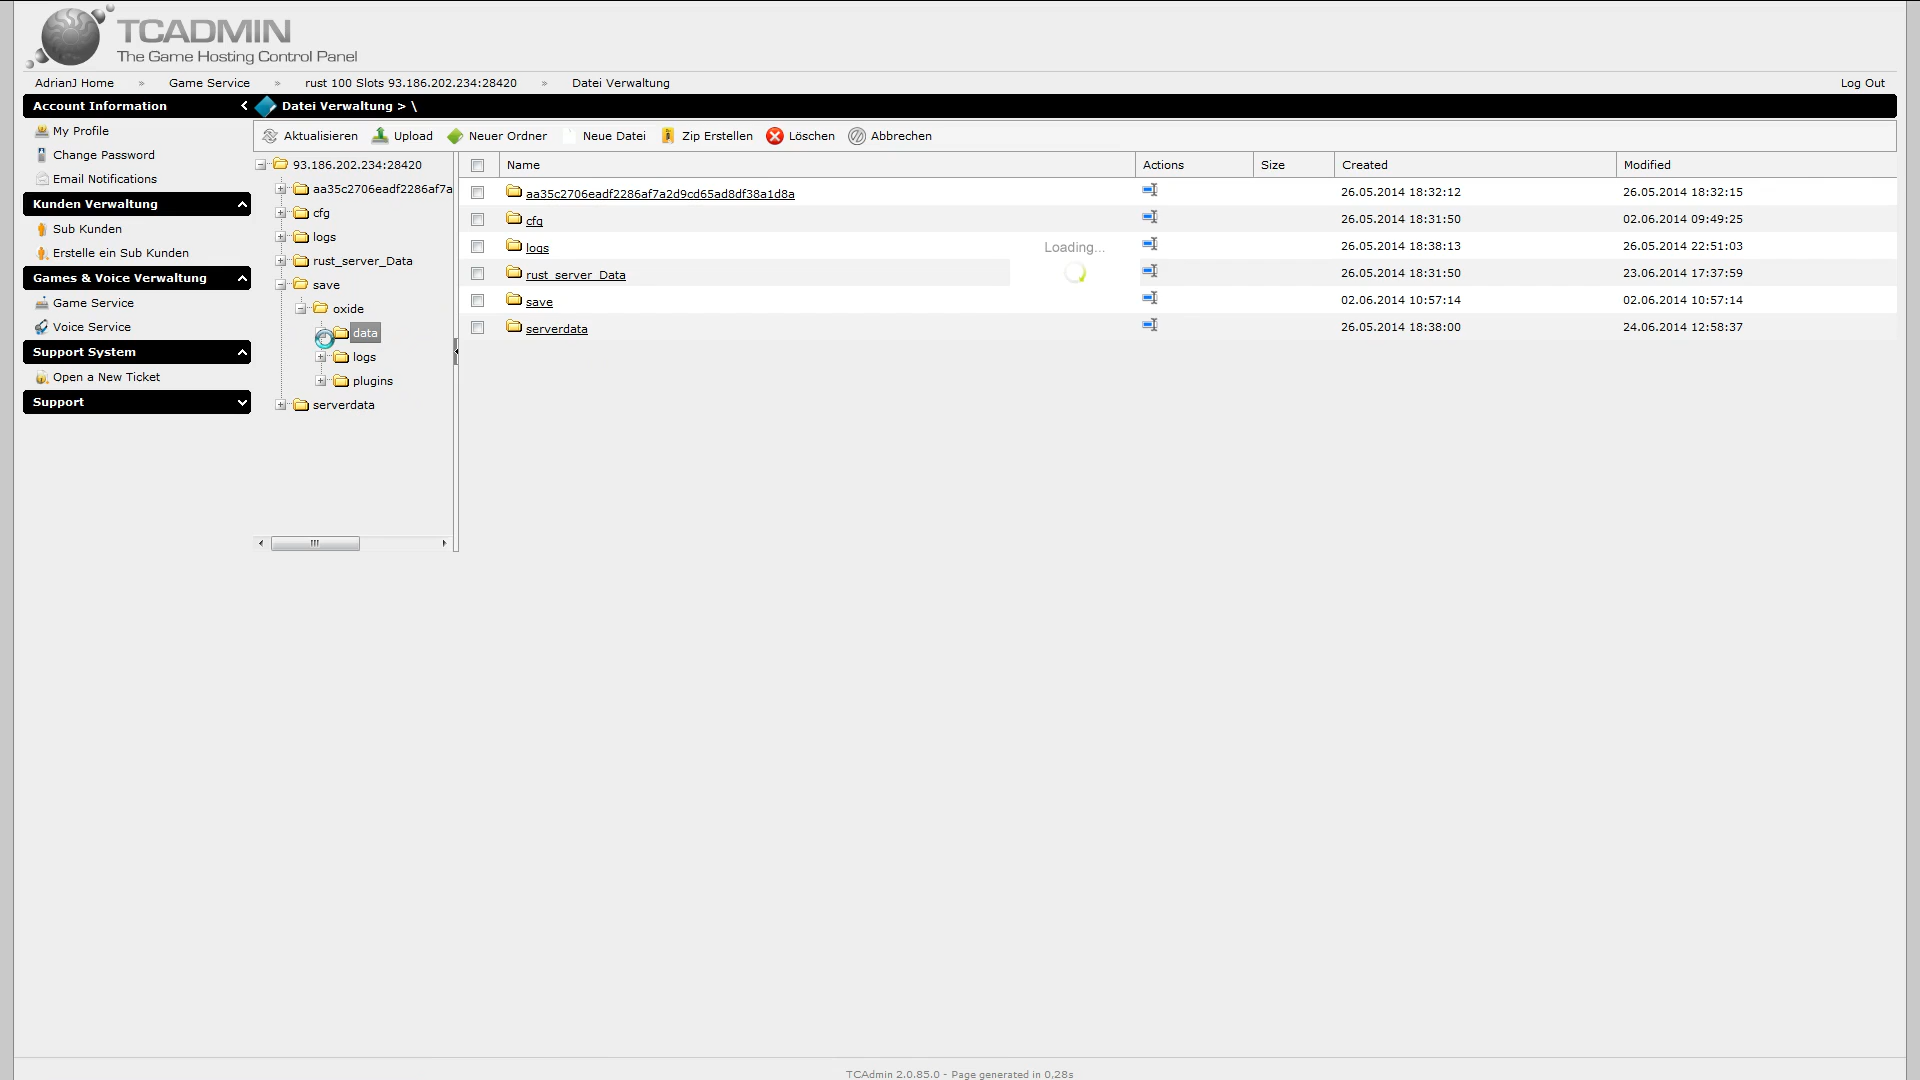 TCADMIN
The Game Hosting Control Panel
AdrianJ Home » Game Service » rust 100 Slots 93.186.202.234:28420 » Datei Verwaltung Log Out
Account Information
My Profile
Change Password
Email Notifications
Kunden Verwaltung
Sub Kunden
Erstelle ein Sub Kunden
Games & Voice Verwaltung
Game Service
Voice Service
Support System
Open a New Ticket
Support
Datei Verwaltung > \
Aktualisieren Upload Neuer Ordner Neue Datei Zip Erstellen Löschen Abbrechen
93.186.202.234:28420
aa35c2706eadf2286af7a
cfg
logs
rust_server_Data
save
oxide
data
logs
plugins
serverdata
Name Actions Size Created Modified
aa35c2706eadf2286af7a2d9cd65ad8df38a1d8a 26.05.2014 18:32:12 26.05.2014 18:32:15
cfg 26.05.2014 18:31:50 02.06.2014 09:49:25
logs 26.05.2014 18:38:13 26.05.2014 22:51:03
Loading...
rust_server_Data 26.05.2014 18:31:50 23.06.2014 17:37:59
save 02.06.2014 10:57:14 02.06.2014 10:57:14
serverdata 26.05.2014 18:38:00 24.06.2014 12:58:37
TCAdmin 2.0.85.0 - Page generated in 0,28s